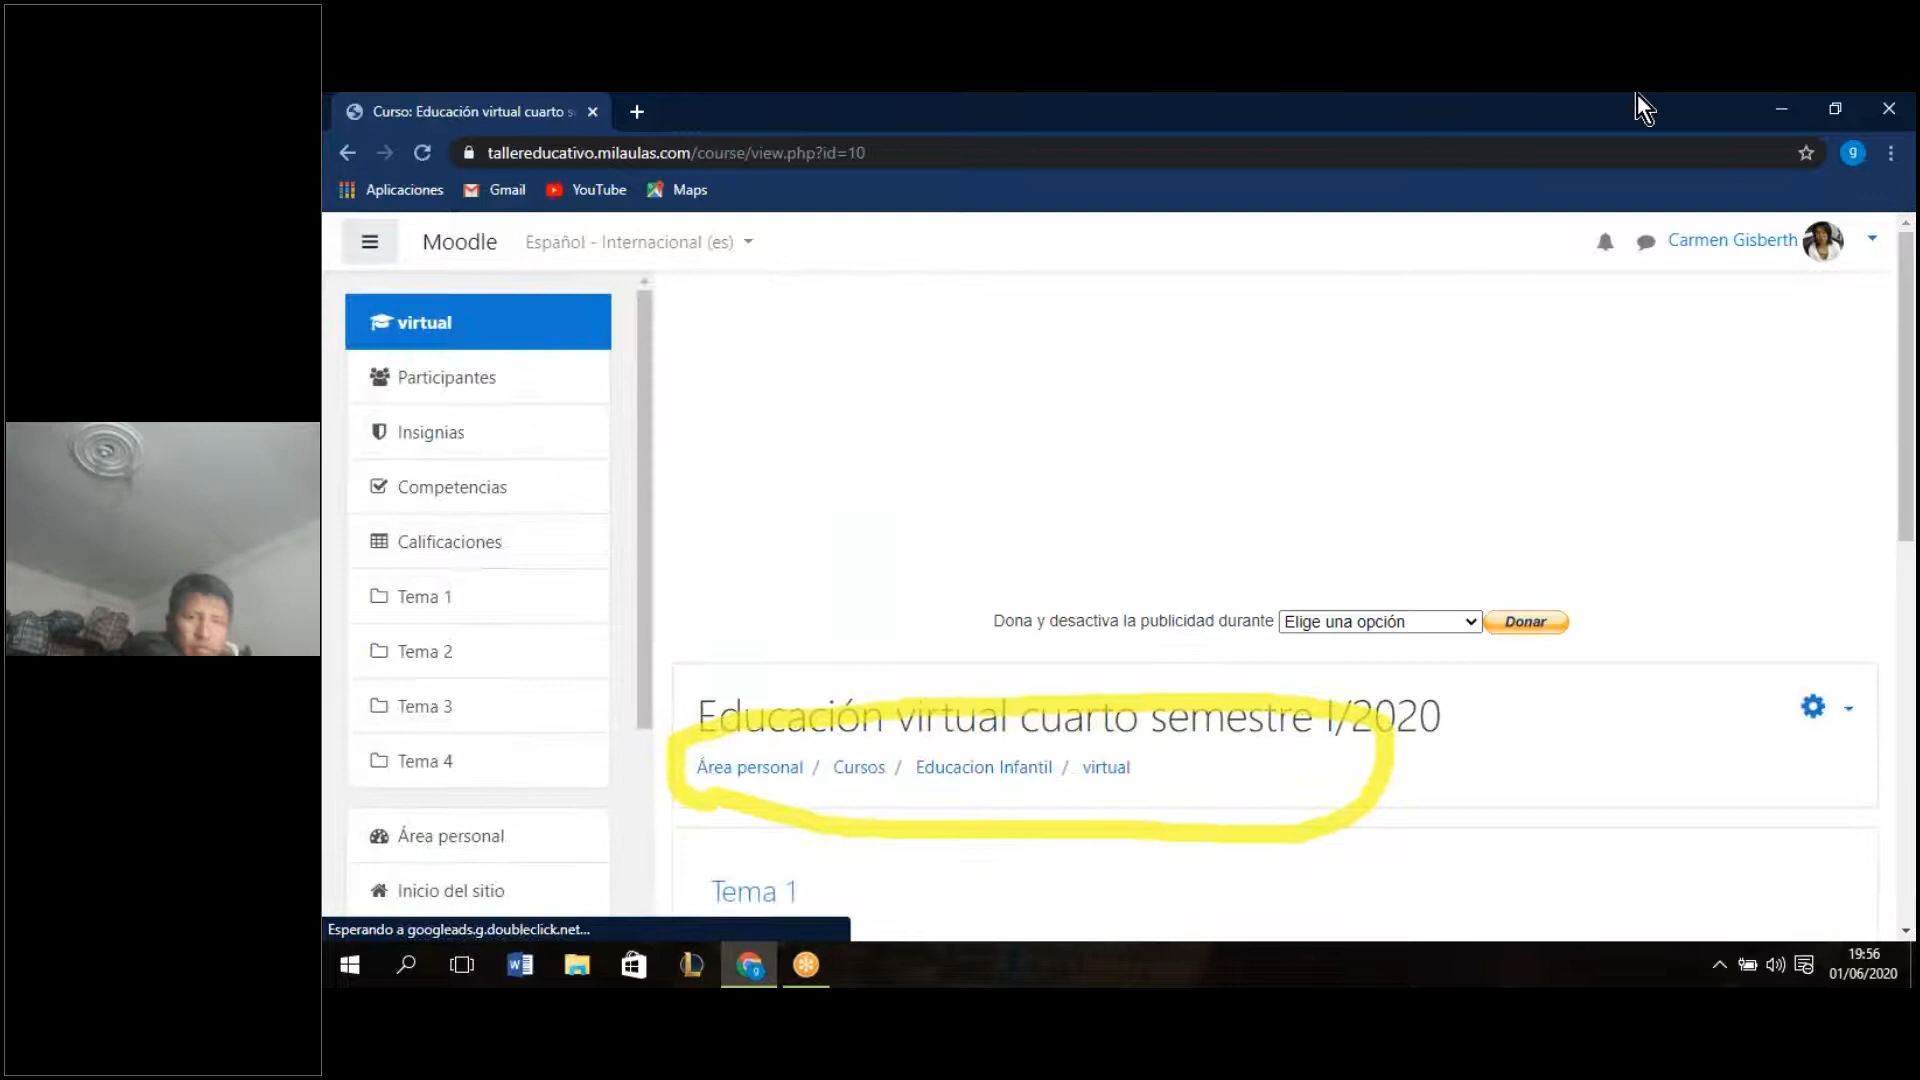 Curso: Educación virtual cuarto s
tallereducativo.milaulas.com/course/view.php?id=10
g
Aplicaciones Gmail YouTube Maps
Moodle Español - Internacional (es) Carmen Gisberth
virtual
Participantes
Insignias
Competencias
Calificaciones
Tema 1
Tema 2
Tema 3
Tema 4
Área personal
Inicio del sitio
Dona y desactiva la publicidad durante Elige una opción Donar
Educación virtual cuarto semestre I/2020
Área personal / Cursos / Educacion Infantil / virtual
Tema 1
Esperando a googleads.g.doubleclick.net...
19:56
01/06/2020